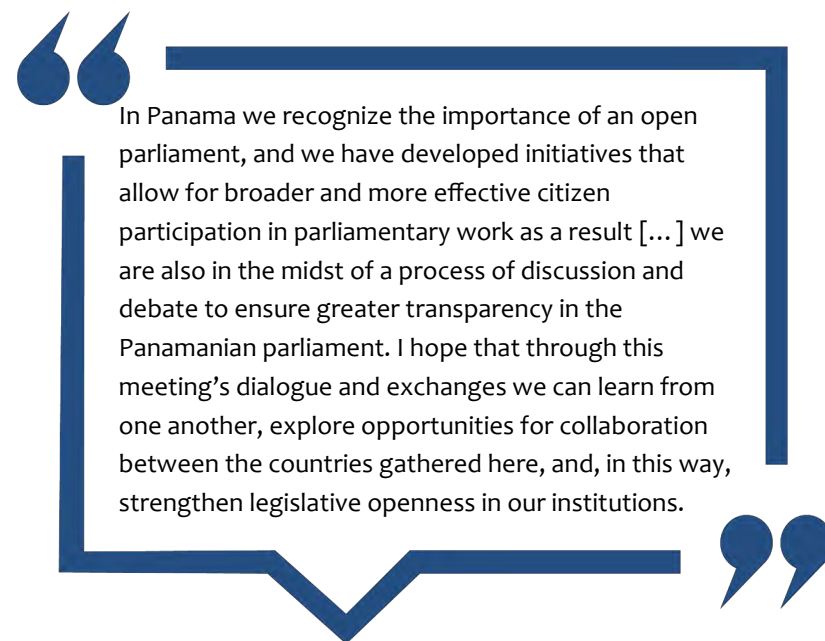 In Panama we recognize the importance of an open
parliament, and we have developed initiatives that
allow for broader and more effective citizen
participation in parliamentary work as a result […] we
are also in the midst of a process of discussion and
debate to ensure greater transparency in the
Panamanian parliament. I hope that through this
meeting’s dialogue and exchanges we can learn from
one another, explore opportunities for collaboration
between the countries gathered here, and, in this way,
strengthen legislative openness in our institutions.